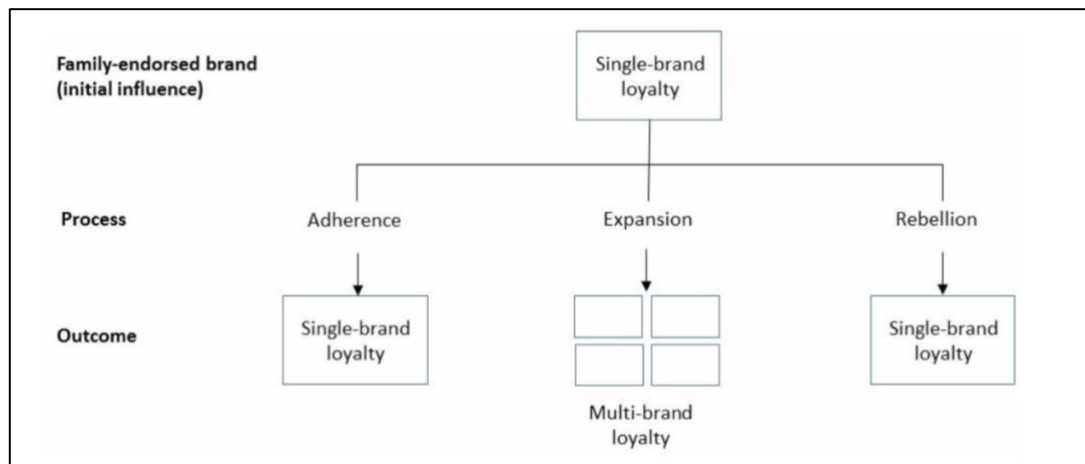 Family-endorsed brand
(initial influence)
Single-brand
loyalty
Process
Adherence
Expansion
Rebellion
Outcome
Single-brand
loyalty
Multi-brand
loyalty
Single-brand
loyalty